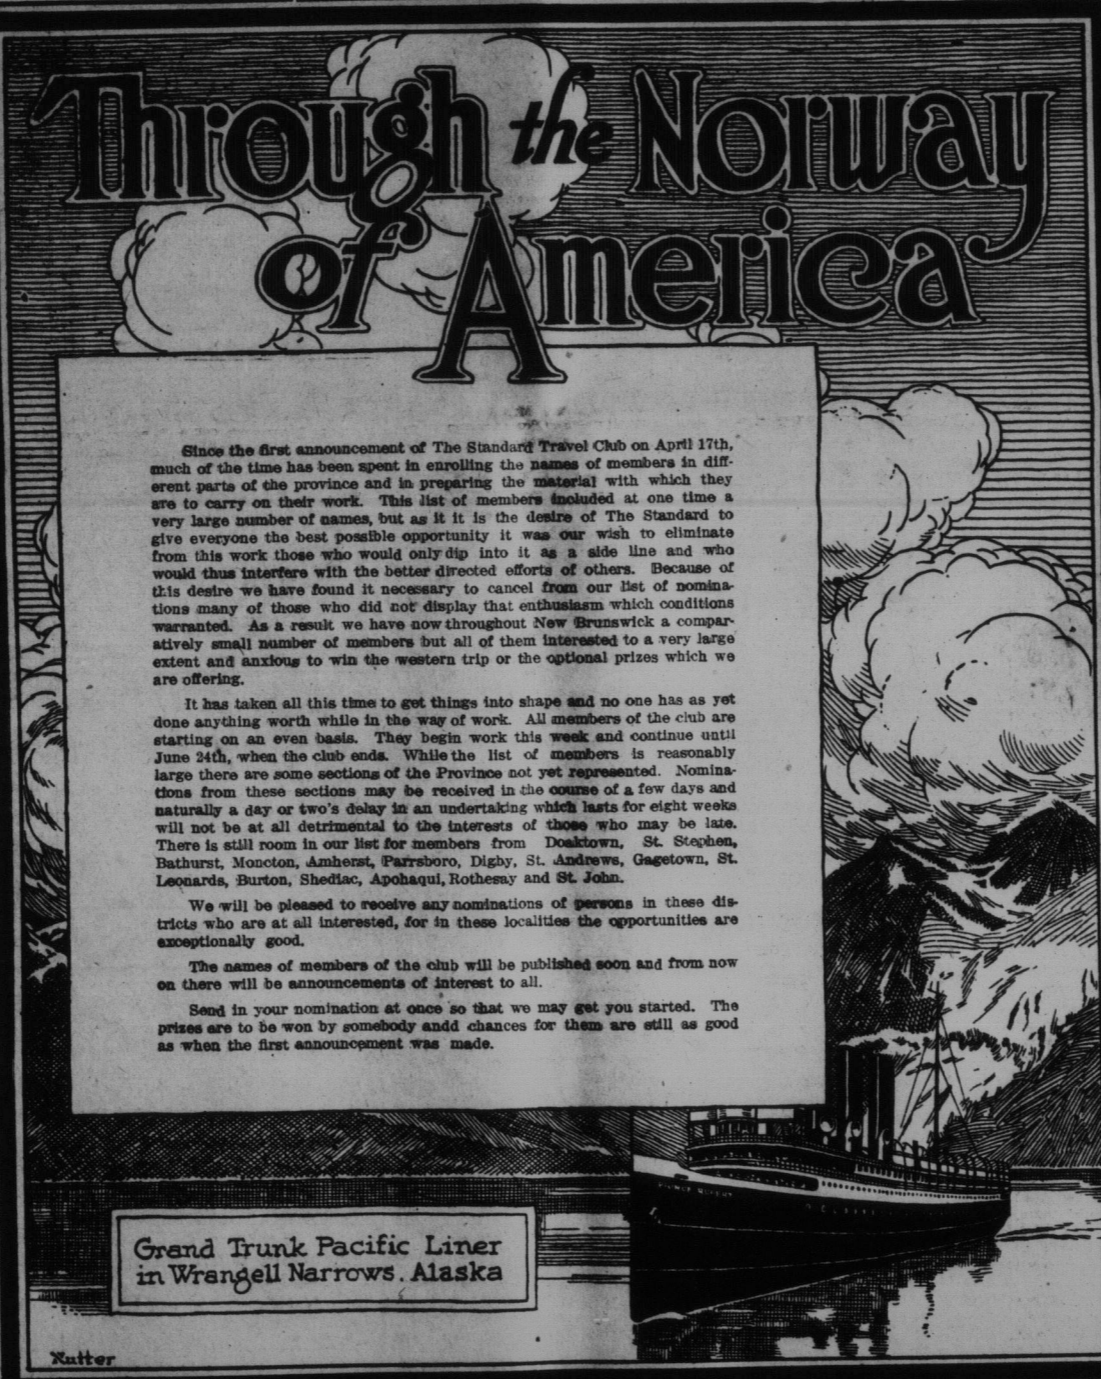 Through the Norway
of America
Since the first announcement of The Standard Travel Club on April 17th,
much of the time has been spent in enrolling the names of members in diff-
erent parts of the province and in preparing the material with which they
are to carry on their work. This list of members included at one time a
very large number of names, but as it it is the desire of The Standard to
give everyone the best possible opportunity it was our wish to eliminate
from this work those who would only dip into it as a side line and who
would thus interfere with the better directed efforts of others. Because of
this desire we have found it necessary to cancel from our list of nomina-
tions many of those who did not display that enthusiasm which conditions
warranted. As a result we have now throughout New Brunswick a compar-
atively small number of members but all of them interested to a very large
extent and anxious to win the western trip or the optional prizes which we
are offering.
It has taken all this time to get things into shape and no one has as yet
done anything worth while in the way of work. All members of the club are
starting on an even basis. They begin work this week and continue until
June 24th, when the club ends. While the list of members is reasonably
large there are some sections of the Province not yet represented. Nomina-
tions from these sections may be received in the course of a few days and
naturally a day or two's delay in an undertaking which lasts for eight weeks
will not be at all detrimental to the interests of those who may be late.
There is still room in our list for members from Doaktown, St. Stephen,
Bathurst, Moncton, Amherst, Parrsboro, Digby, St. Andrews, Gagetown, St.
Leonards, Burton, Shediac, Apohaqui, Rothesay and St. John.
We will be pleased to receive any nominations of persons in these dis-
tricts who are at all interested, for in these localities the opportunities are
exceptionally good.
The names of members of the club will be published soon and from now
on there will be announcements of interest to all.
Send in your nomination at once so that we may get you started. The
prizes are to be won by somebody andd chances for them are still as good
as when the first announcement was made.
PRINCE RUPERT
Grand Trunk Pacific Liner
in Wrangell Narrows. Alaska
Rutter